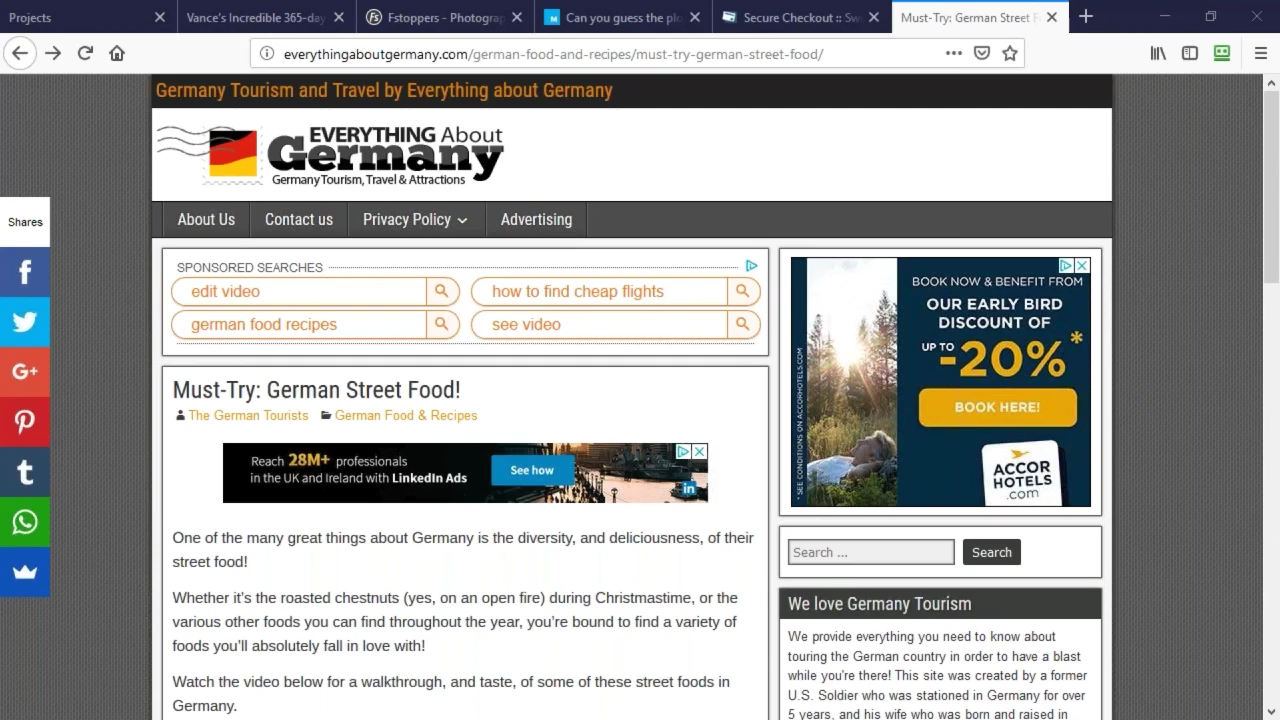 Projects
Vance's Incredible 365-day
Fstoppers - Photograp
Can you guess the plo
Secure Checkout :: Sw
Must-Try: German Street F
everythingaboutgermany.com/german-food-and-recipes/must-try-german-street-food/
Germany Tourism and Travel by Everything about Germany
EVERYTHING About
Germany
Germany Tourism, Travel & Attractions
About Us
Contact us
Privacy Policy
Advertising
Shares
SPONSORED SEARCHES
edit video
how to find cheap flights
german food recipes
see video
Must-Try: German Street Food!
The German Tourists
German Food & Recipes
Reach 28M+ professionals
in the UK and Ireland with LinkedIn Ads
See how
in
One of the many great things about Germany is the diversity, and deliciousness, of their
street food!
Whether it's the roasted chestnuts (yes, on an open fire) during Christmastime, or the
various other foods you can find throughout the year, you're bound to find a variety of
foods you'll absolutely fall in love with!
Watch the video below for a walkthrough, and taste, of some of these street foods in
Germany.
BOOK NOW & BENEFIT FROM
OUR EARLY BIRD
DISCOUNT OF
UP TO -20%*
BOOK HERE!
ACCOR
HOTELS
.com
* SEE CONDITIONS ON ACCORHOTELS.COM
Search ...
Search
We love Germany Tourism
We provide everything you need to know about
touring the German country in order to have a blast
while you're there! This site was created by a former
U.S. Soldier who was stationed in Germany for over
5 years, and his wife who was born and raised in